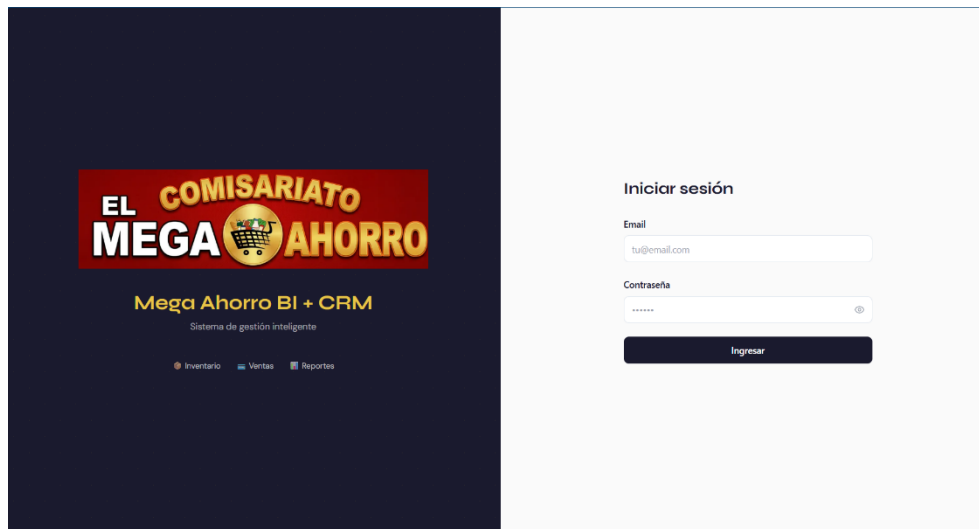 EL COMISARIATO
MEGA AHORRO
Mega Ahorro BI + CRM
Sistema de gestión inteligente
Inventario Ventas Reportes
Iniciar sesión
Email
tu@email.com
Contraseña
••••••
Ingresar